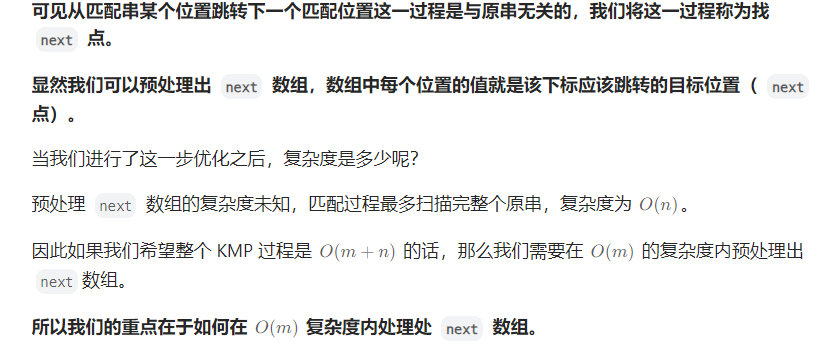 可见从匹配串某个位置跳转下一个匹配位置这一过程是与原串无关的，我们将这一过程称为找
next 点。
显然我们可以预处理出 next 数组，数组中每个位置的值就是该下标应该跳转的目标位置（ next
点）。
当我们进行了这一步优化之后，复杂度是多少呢？
预处理 next 数组的复杂度未知，匹配过程最多扫描完整个原串，复杂度为 O(n)。
因此如果我们希望整个 KMP 过程是 O(m + n) 的话，那么我们需要在 O(m) 的复杂度内预处理出
next 数组。
所以我们的重点在于如何在 O(m) 复杂度内处理处 next 数组。